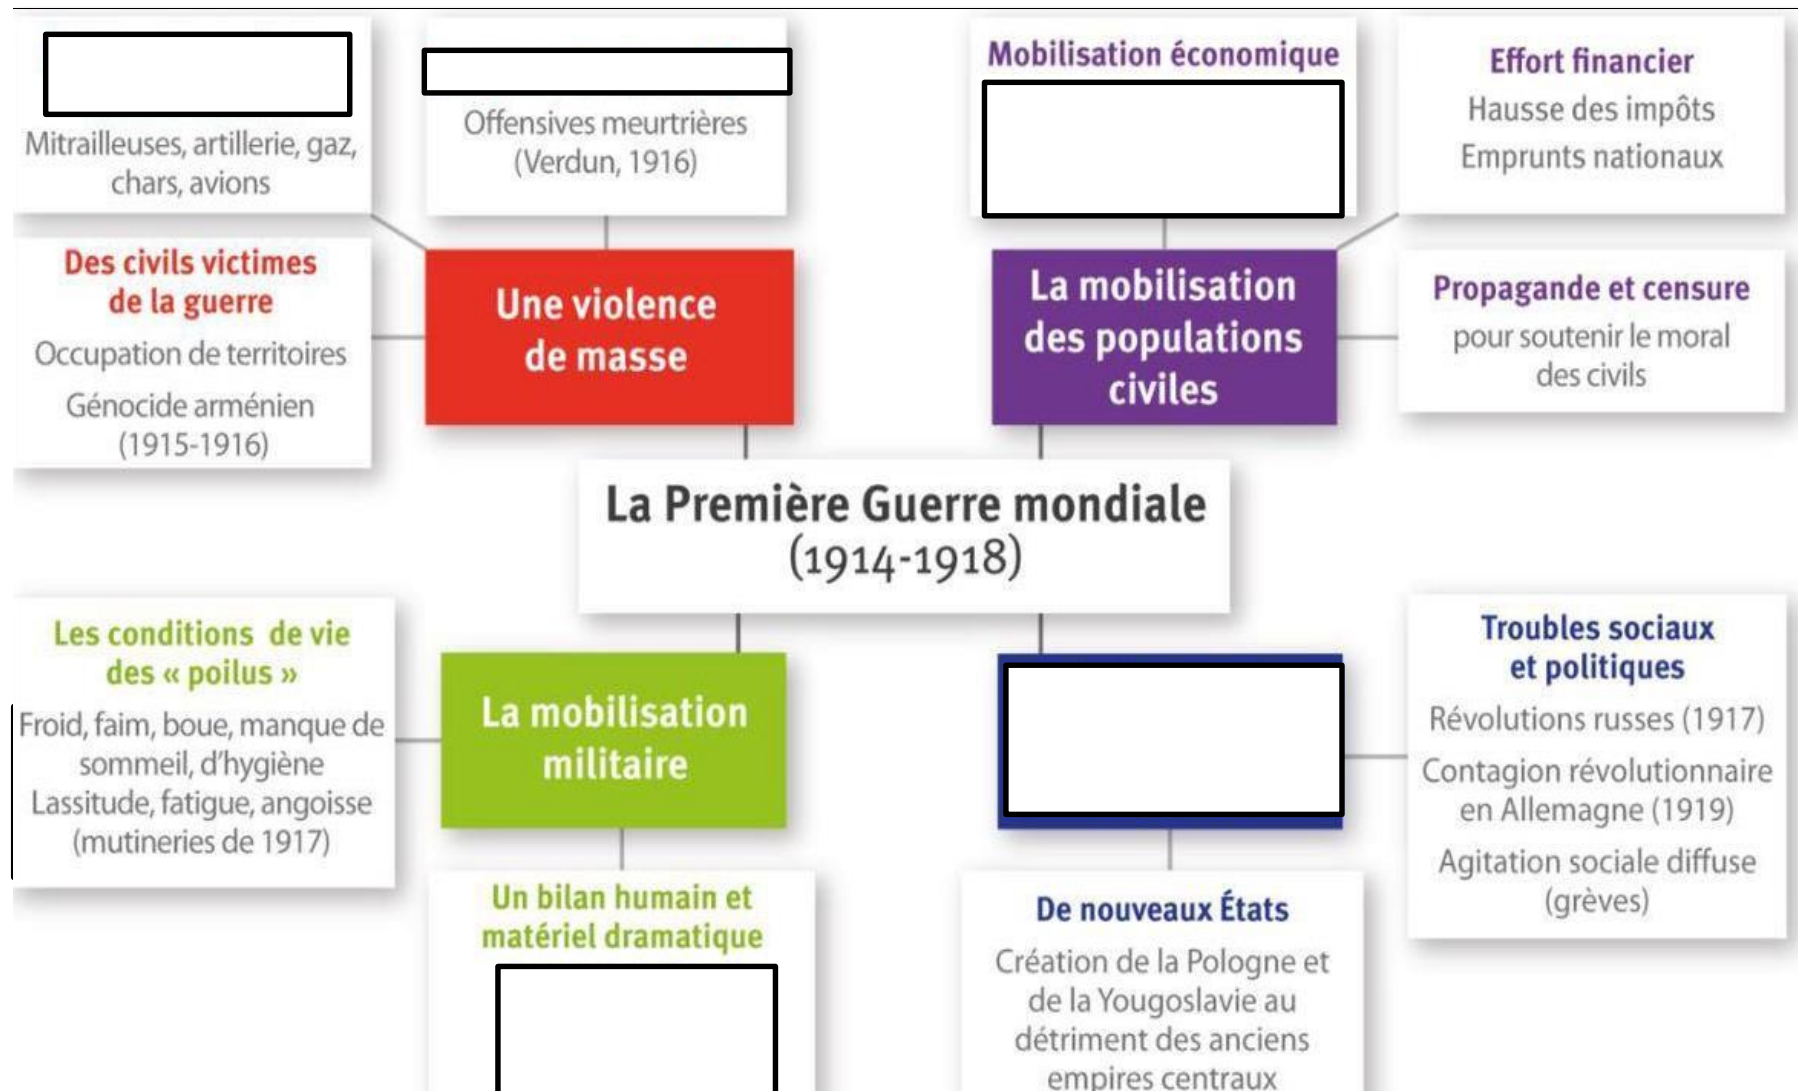 Mitrailleuses, artillerie, gaz,
chars, avions
Offensives meurtrières
(Verdun, 1916)
Mobilisation économique
Effort financier
Hausse des impôts
Emprunts nationaux
Des civils victimes
de la guerre
Occupation de territoires
Génocide arménien
(1915-1916)
Une violence
de masse
La mobilisation
des populations
civiles
Propagande et censure
pour soutenir le moral
des civils
La Première Guerre mondiale
(1914-1918)
Les conditions de vie
des « poilus »
Froid, faim, boue, manque de
sommeil, d'hygiène
Lassitude, fatigue, angoisse
(mutineries de 1917)
La mobilisation
militaire
Troubles sociaux
et politiques
Révolutions russes (1917)
Contagion révolutionnaire
en Allemagne (1919)
Agitation sociale diffuse
(grèves)
Un bilan humain et
matériel dramatique
De nouveaux États
Création de la Pologne et
de la Yougoslavie au
détriment des anciens
empires centraux